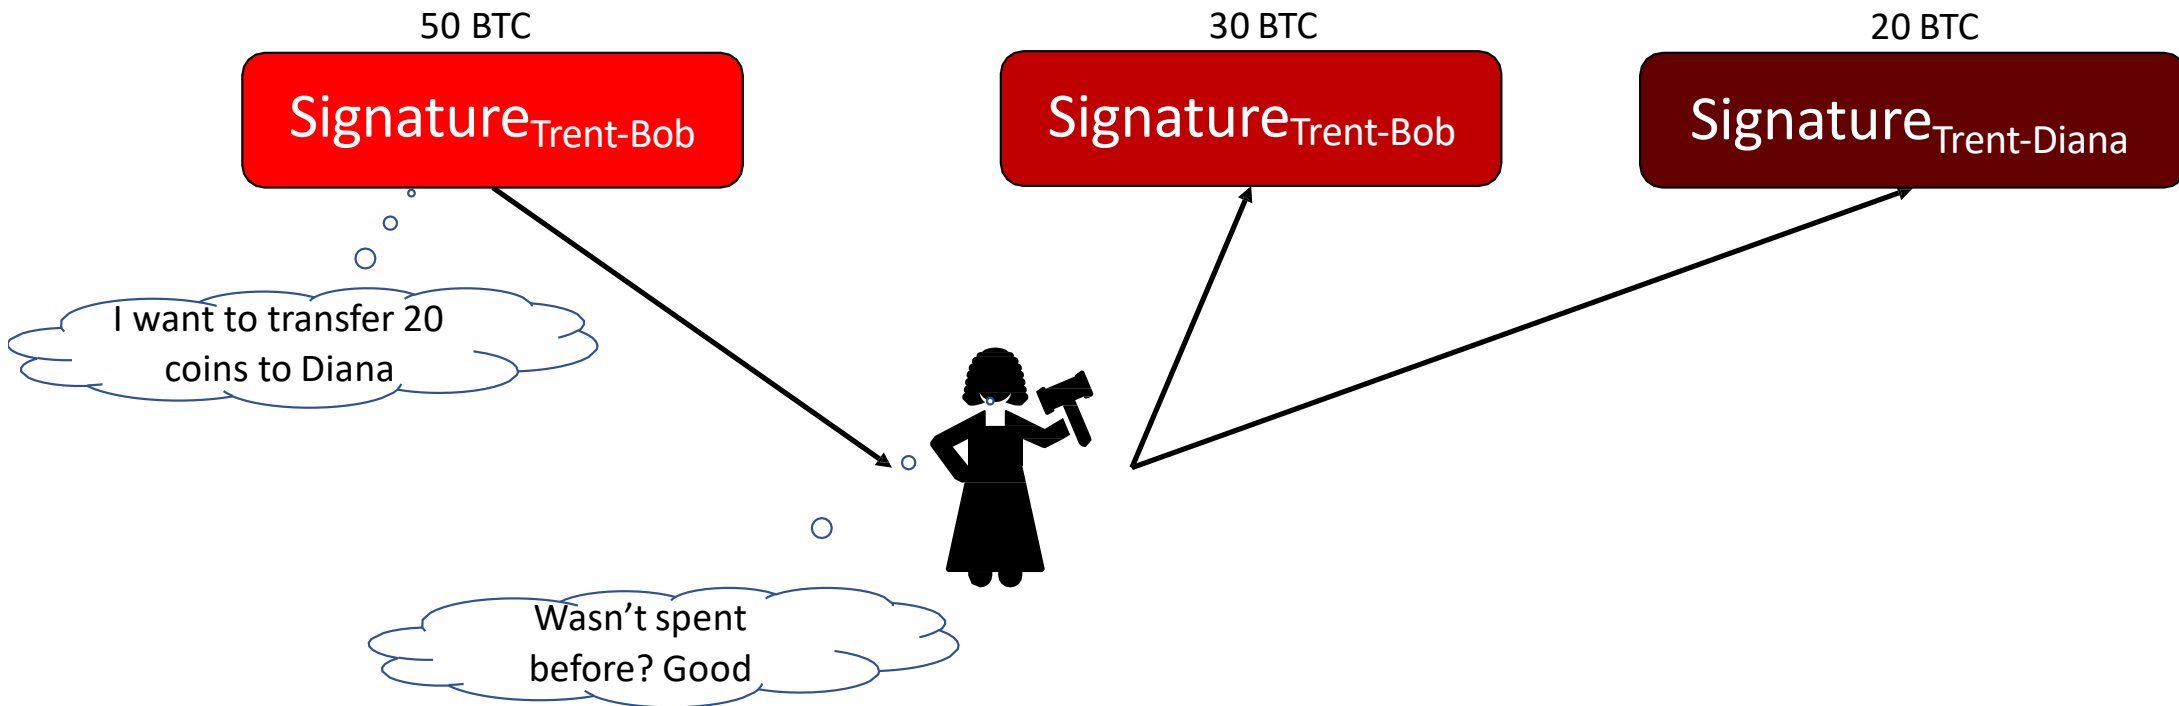 50 BTC
30 BTC
20 BTC
Signature Trent-Bob
Signature Trent-Bob
Signature Trent-Diana
I want to transfer 20
coins to Diana
Wasn’t spent
before? Good